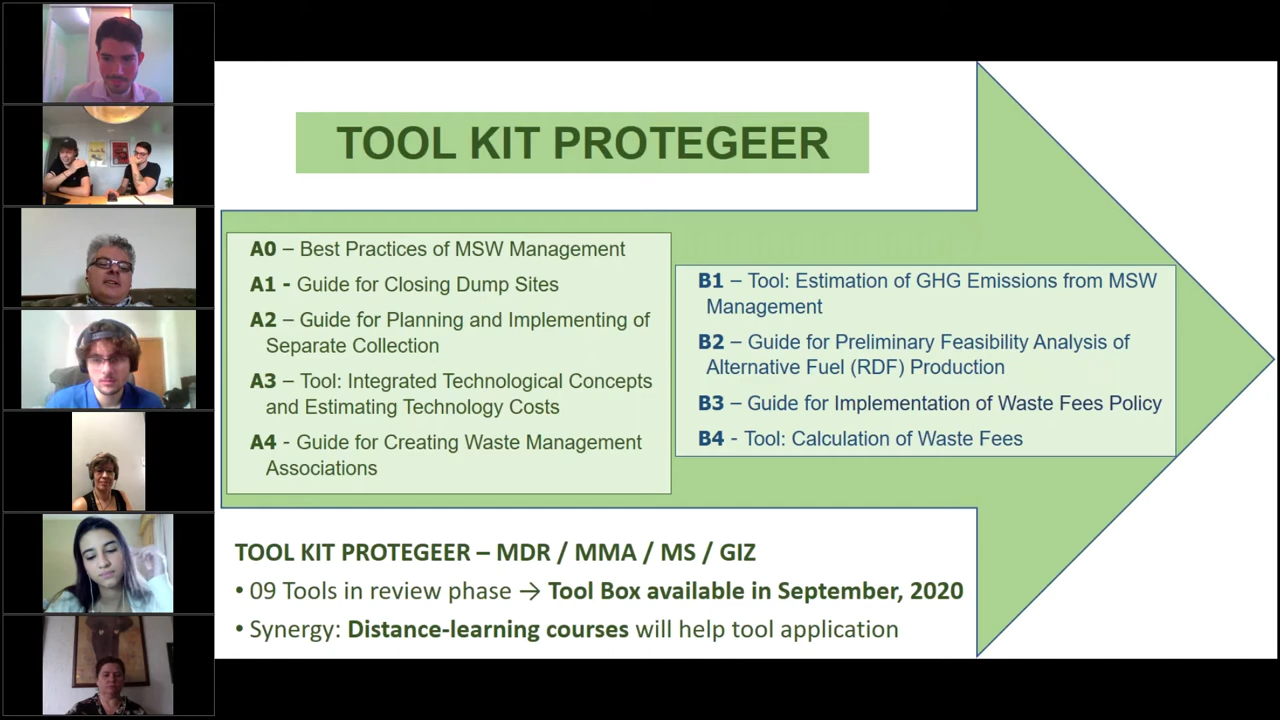 TOOL KIT PROTEGEER
A0 – Best Practices of MSW Management
A1 - Guide for Closing Dump Sites
A2 – Guide for Planning and Implementing of
Separate Collection
A3 – Tool: Integrated Technological Concepts
and Estimating Technology Costs
A4 - Guide for Creating Waste Management
Associations
B1 – Tool: Estimation of GHG Emissions from MSW
Management
B2 – Guide for Preliminary Feasibility Analysis of
Alternative Fuel (RDF) Production
B3 – Guide for Implementation of Waste Fees Policy
B4 - Tool: Calculation of Waste Fees
TOOL KIT PROTEGEER – MDR / MMA / MS / GIZ
• 09 Tools in review phase → Tool Box available in September, 2020
• Synergy: Distance-learning courses will help tool application